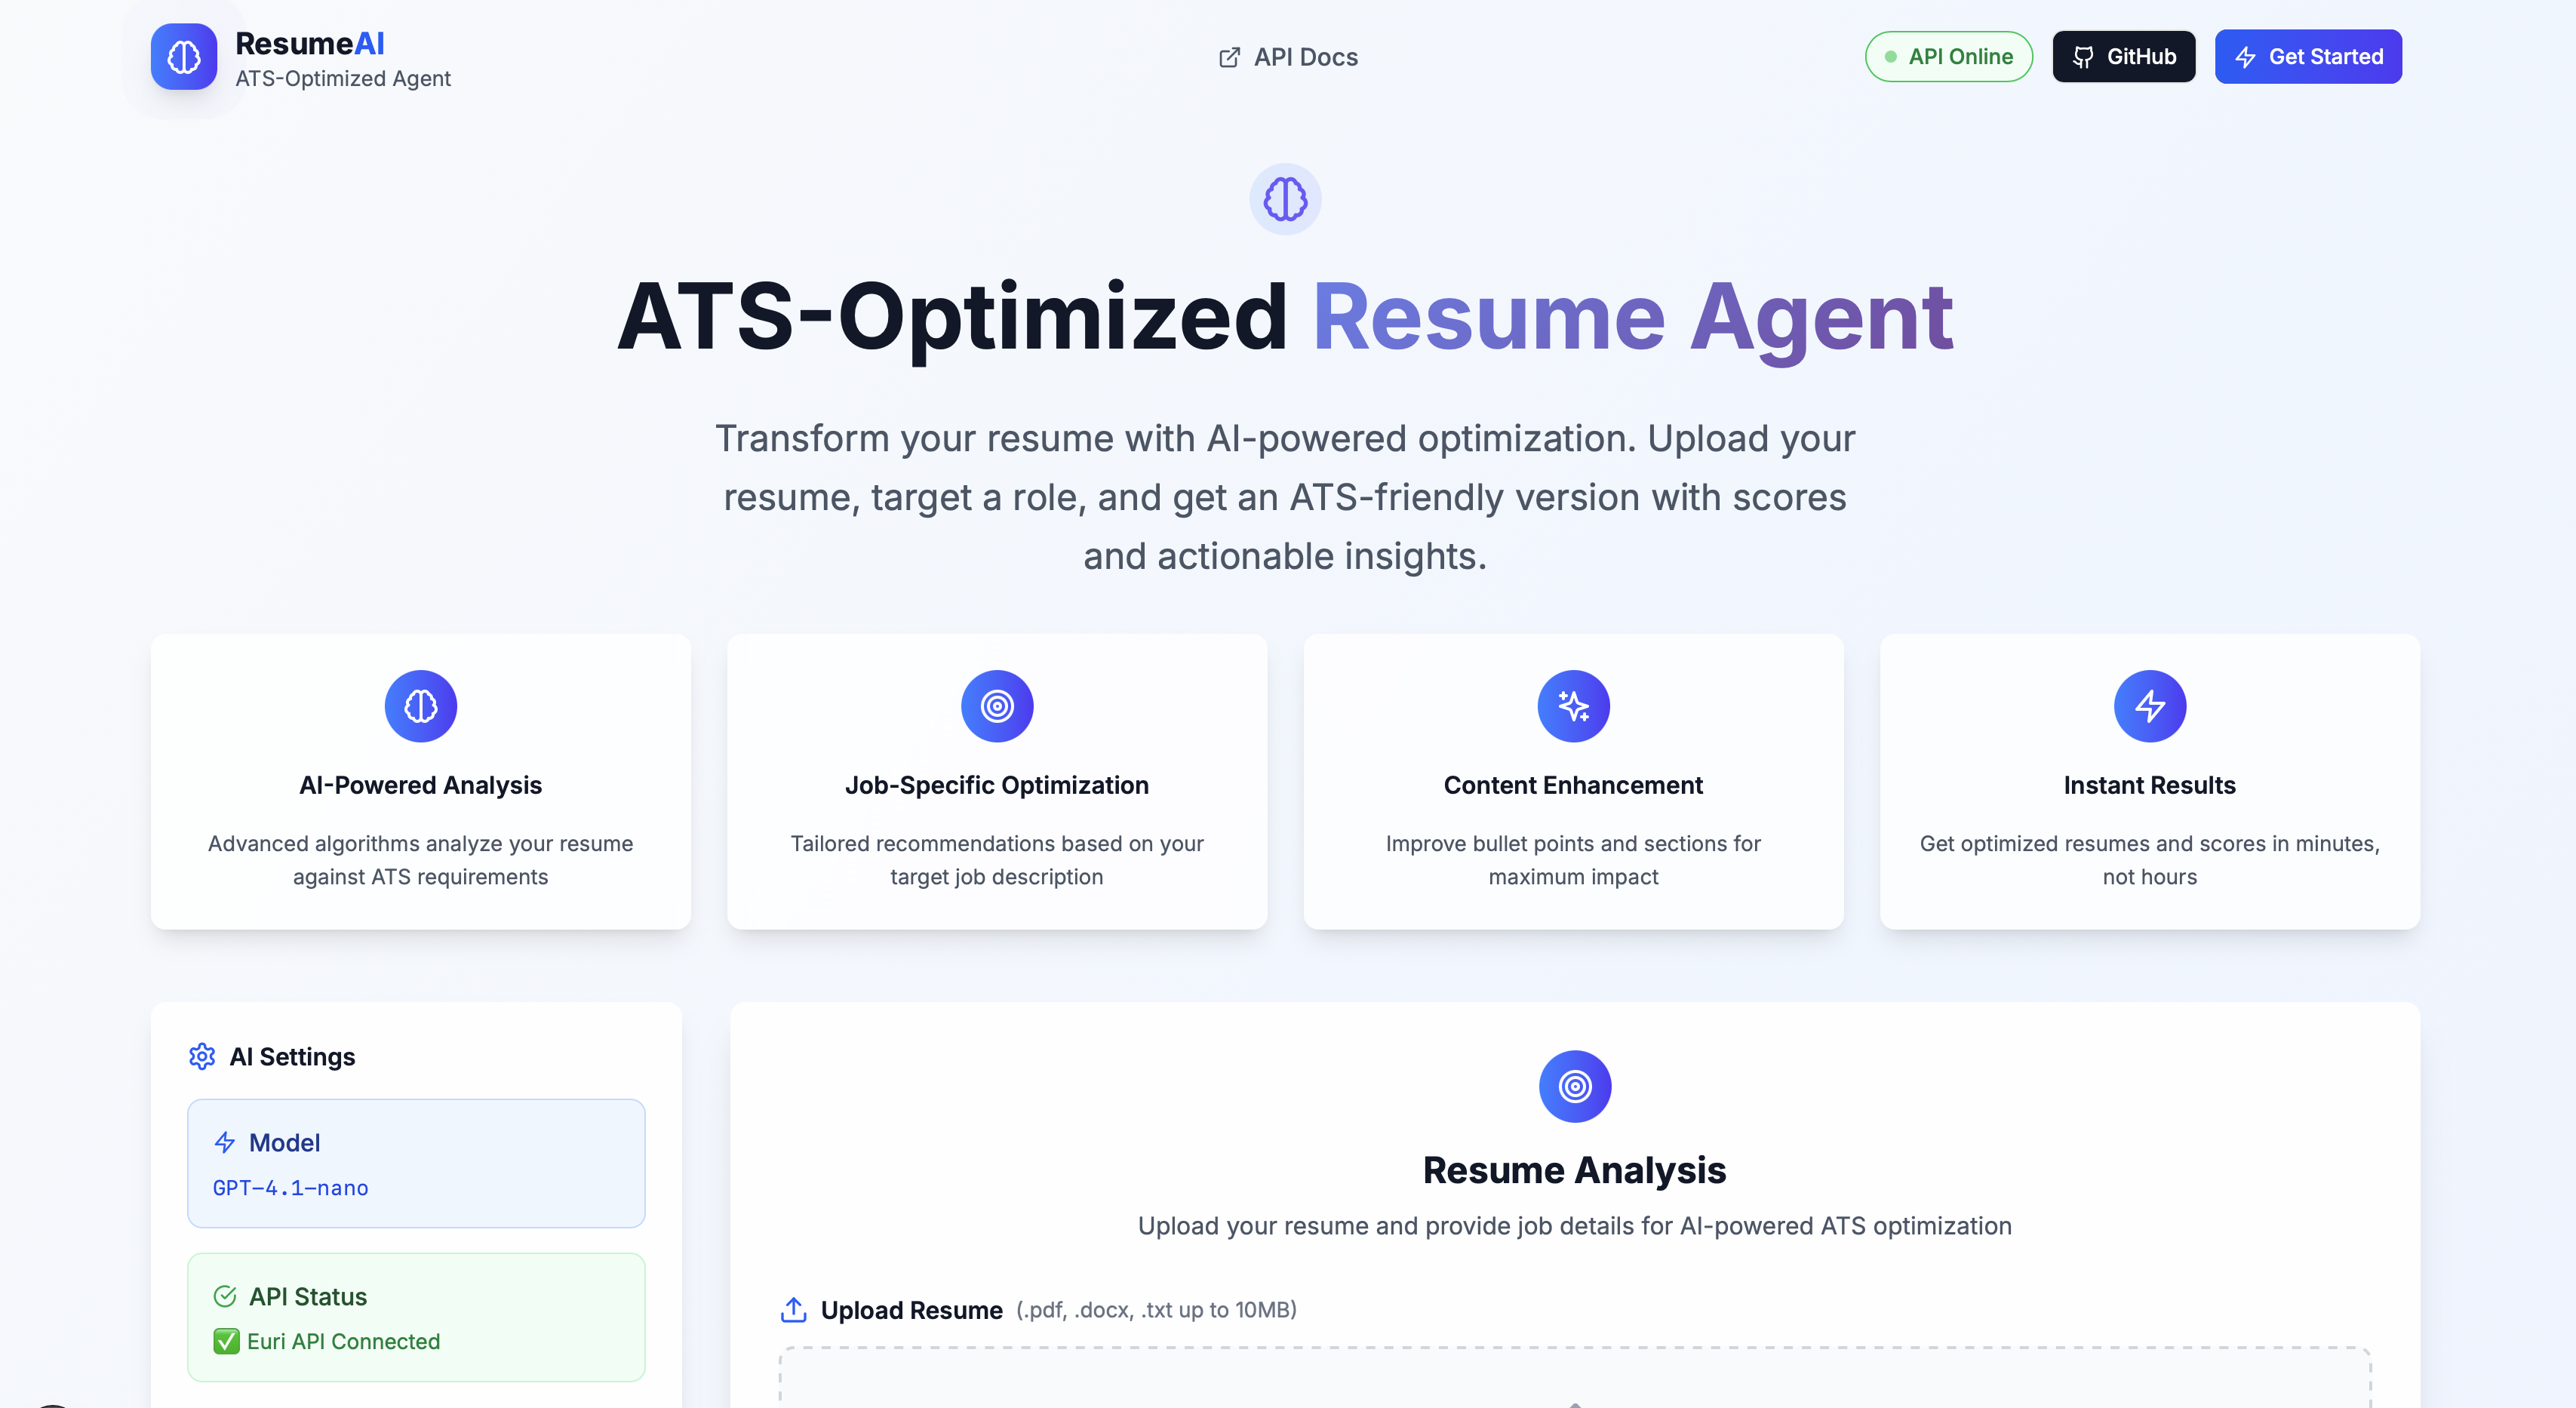 ResumeAI
ATS-Optimized Agent
API Docs
API Online
GitHub
Get Started
ATS-Optimized Resume Agent
Transform your resume with AI-powered optimization. Upload your
resume, target a role, and get an ATS-friendly version with scores
and actionable insights.
AI-Powered Analysis
Advanced algorithms analyze your resume
against ATS requirements
Job-Specific Optimization
Tailored recommendations based on your
target job description
Content Enhancement
Improve bullet points and sections for
maximum impact
Instant Results
Get optimized resumes and scores in minutes,
not hours
AI Settings
Model
GPT-4.1-nano
API Status
✅ Euri API Connected
Resume Analysis
Upload your resume and provide job details for AI-powered ATS optimization
Upload Resume (.pdf, .docx, .txt up to 10MB)